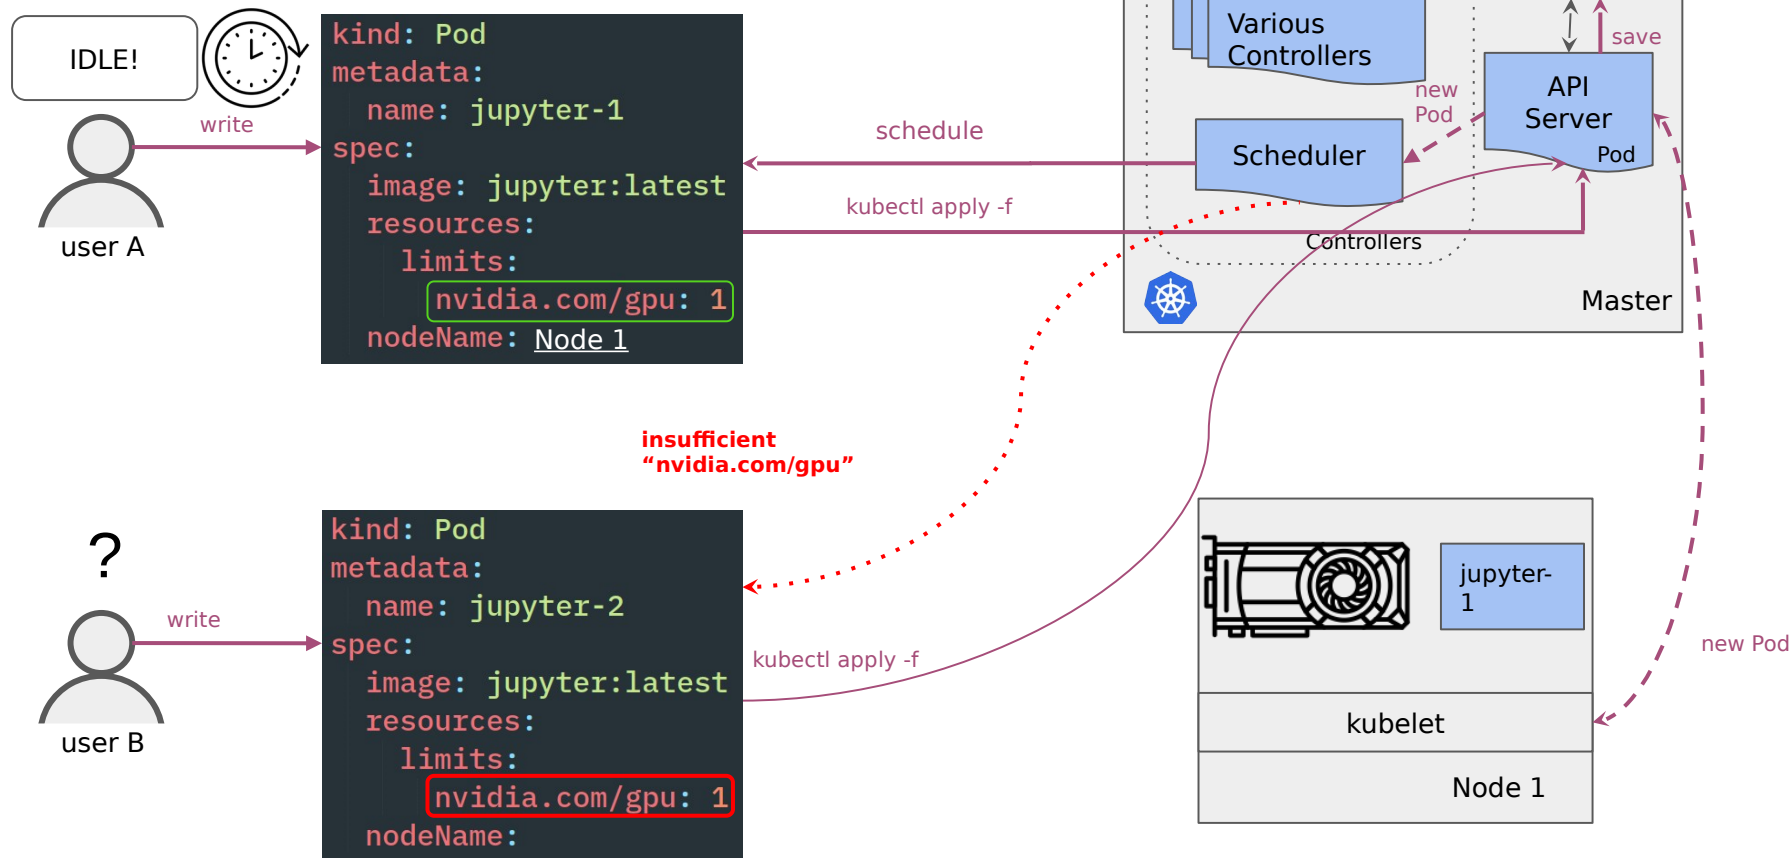 IDLE!
write
user A
kind: Pod
metadata:
name: jupyter-1
spec:
image: jupyter:latest
resources:
limits:
nvidia.com/gpu: 1
nodeName: Node 1
schedule
kubectl apply -f
Various
Controllers
new
Pod
save
API
Server
Pod
Scheduler
Controllers
Master
insufficient
“nvidia.com/gpu”
?
write
user B
kind: Pod
metadata:
name: jupyter-2
spec:
image: jupyter:latest
resources:
limits:
nvidia.com/gpu: 1
nodeName:
kubectl apply -f
jupyter-
1
new Pod
kubelet
Node 1